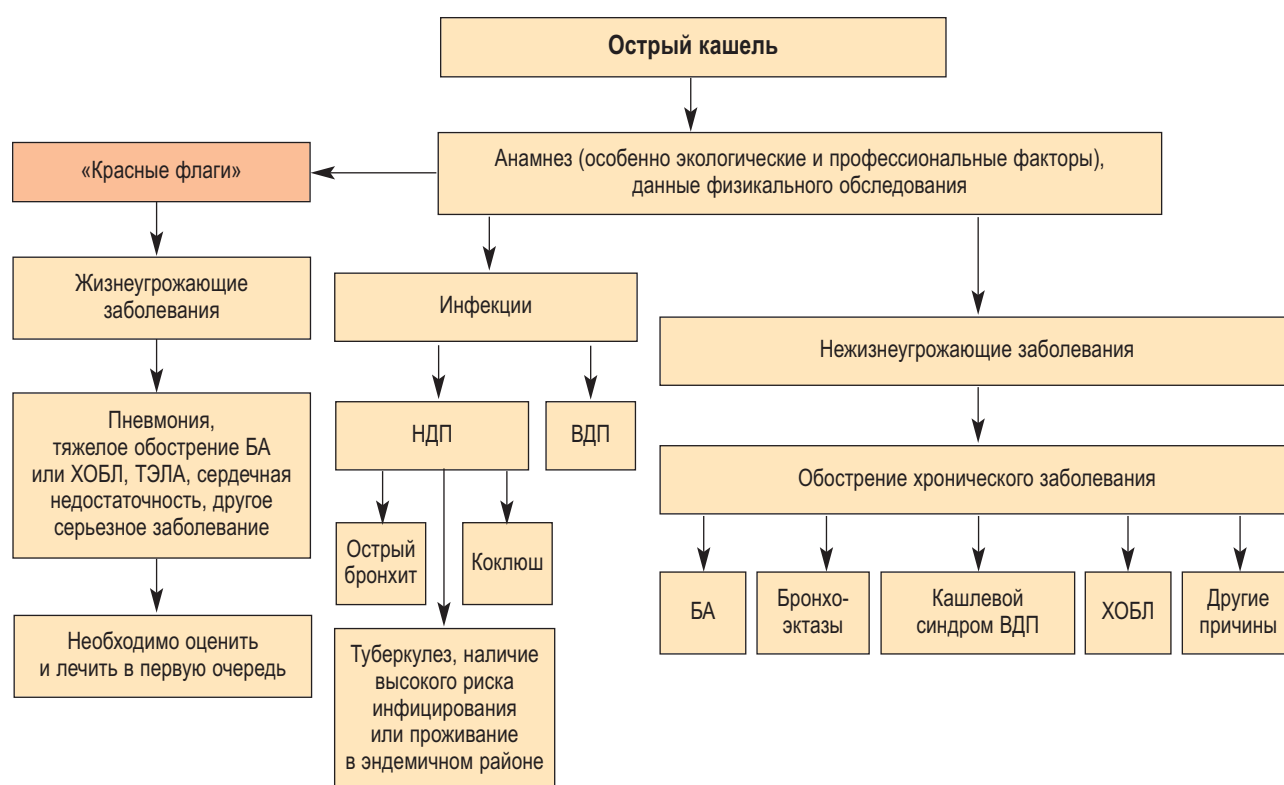 Острый кашель
Анамнез (особенно экологические и профессиональные факторы),
данные физикального обследования
«Красные флаги»
Жизнеугрожающие
заболевания
Пневмония,
тяжелое обострение БА
или ХОБЛ, ТЭЛА, сердечная
недостаточность, другое
серьезное заболевание
Необходимо оценить
и лечить в первую очередь
Инфекции
НДП
ВДП
Острый
бронхит
Коклюш
Туберкулез, наличие
высокого риска
инфицирования
или проживание
в эндемичном районе
Нежизнеугрожающие заболевания
Обострение хронического заболевания
БА
Бронхо-
эктазы
Кашлевой
синдром ВДП
ХОБЛ
Другие
причины